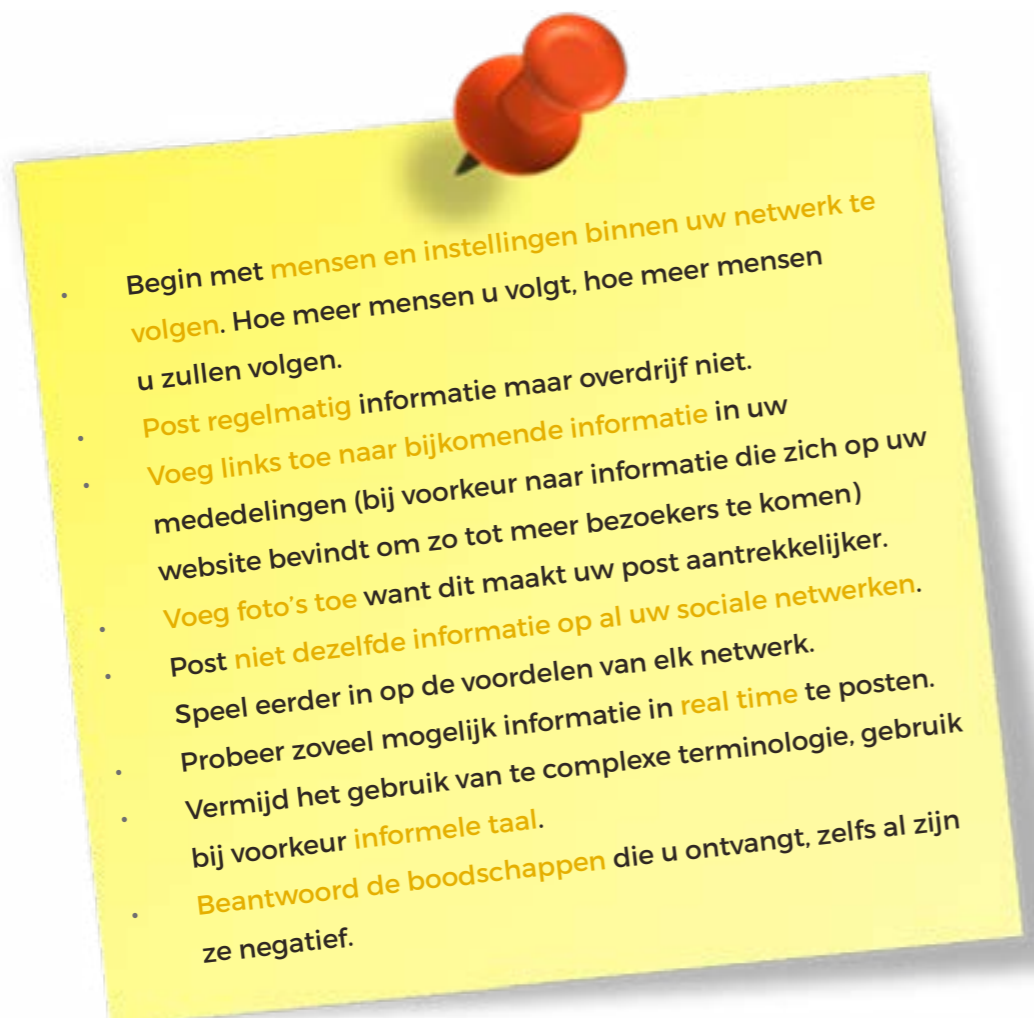 • Begin met mensen en instellingen binnen uw netwerk te
volgen. Hoe meer mensen u volgt, hoe meer mensen
u zullen volgen.
• Post regelmatig informatie maar overdrijf niet.
• Voeg links toe naar bijkomende informatie in uw
mededelingen (bij voorkeur naar informatie die zich op uw
website bevindt om zo tot meer bezoekers te komen)
• Voeg foto's toe want dit maakt uw post aantrekkelijker.
• Post niet dezelfde informatie op al uw sociale netwerken.
Speel eerder in op de voordelen van elk netwerk.
• Probeer zoveel mogelijk informatie in real time te posten.
• Vermijd het gebruik van te complexe terminologie, gebruik
bij voorkeur informele taal.
• Beantwoord de boodschappen die u ontvangt, zelfs al zijn
ze negatief.